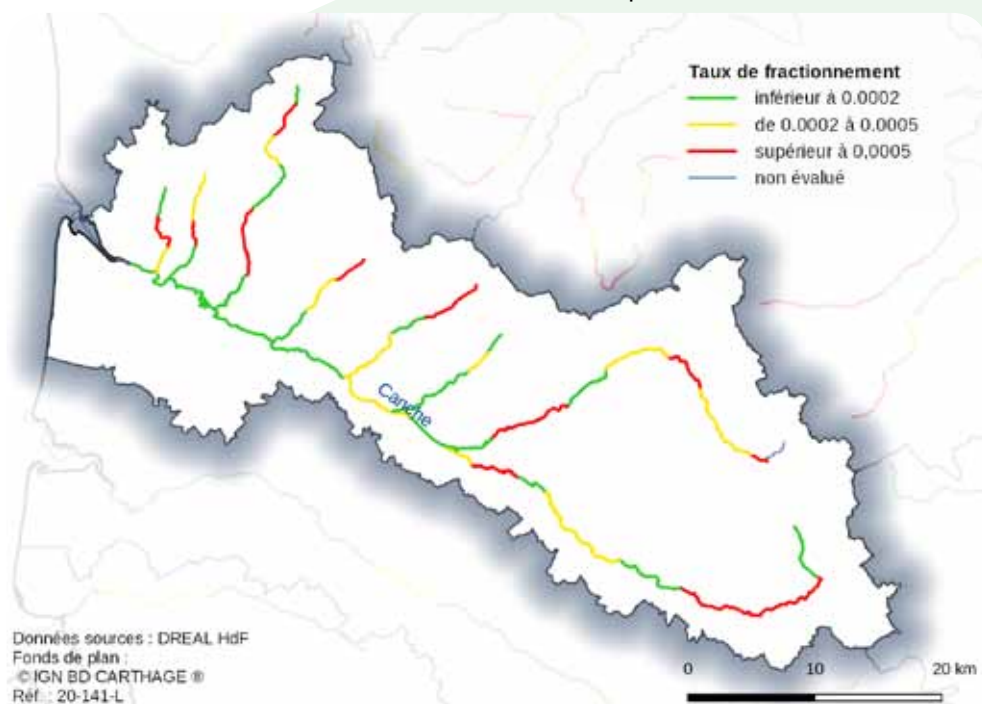 Taux de fractionnement
inférieur à 0.0002
de 0.0002 à 0.0005
supérieur à 0,0005
non évalué
Canche
Données sources : DREAL HdF
Fonds de plan :
© IGN BD CARTHAGE ®
Réf. : 20-141-L
0 10 20 km